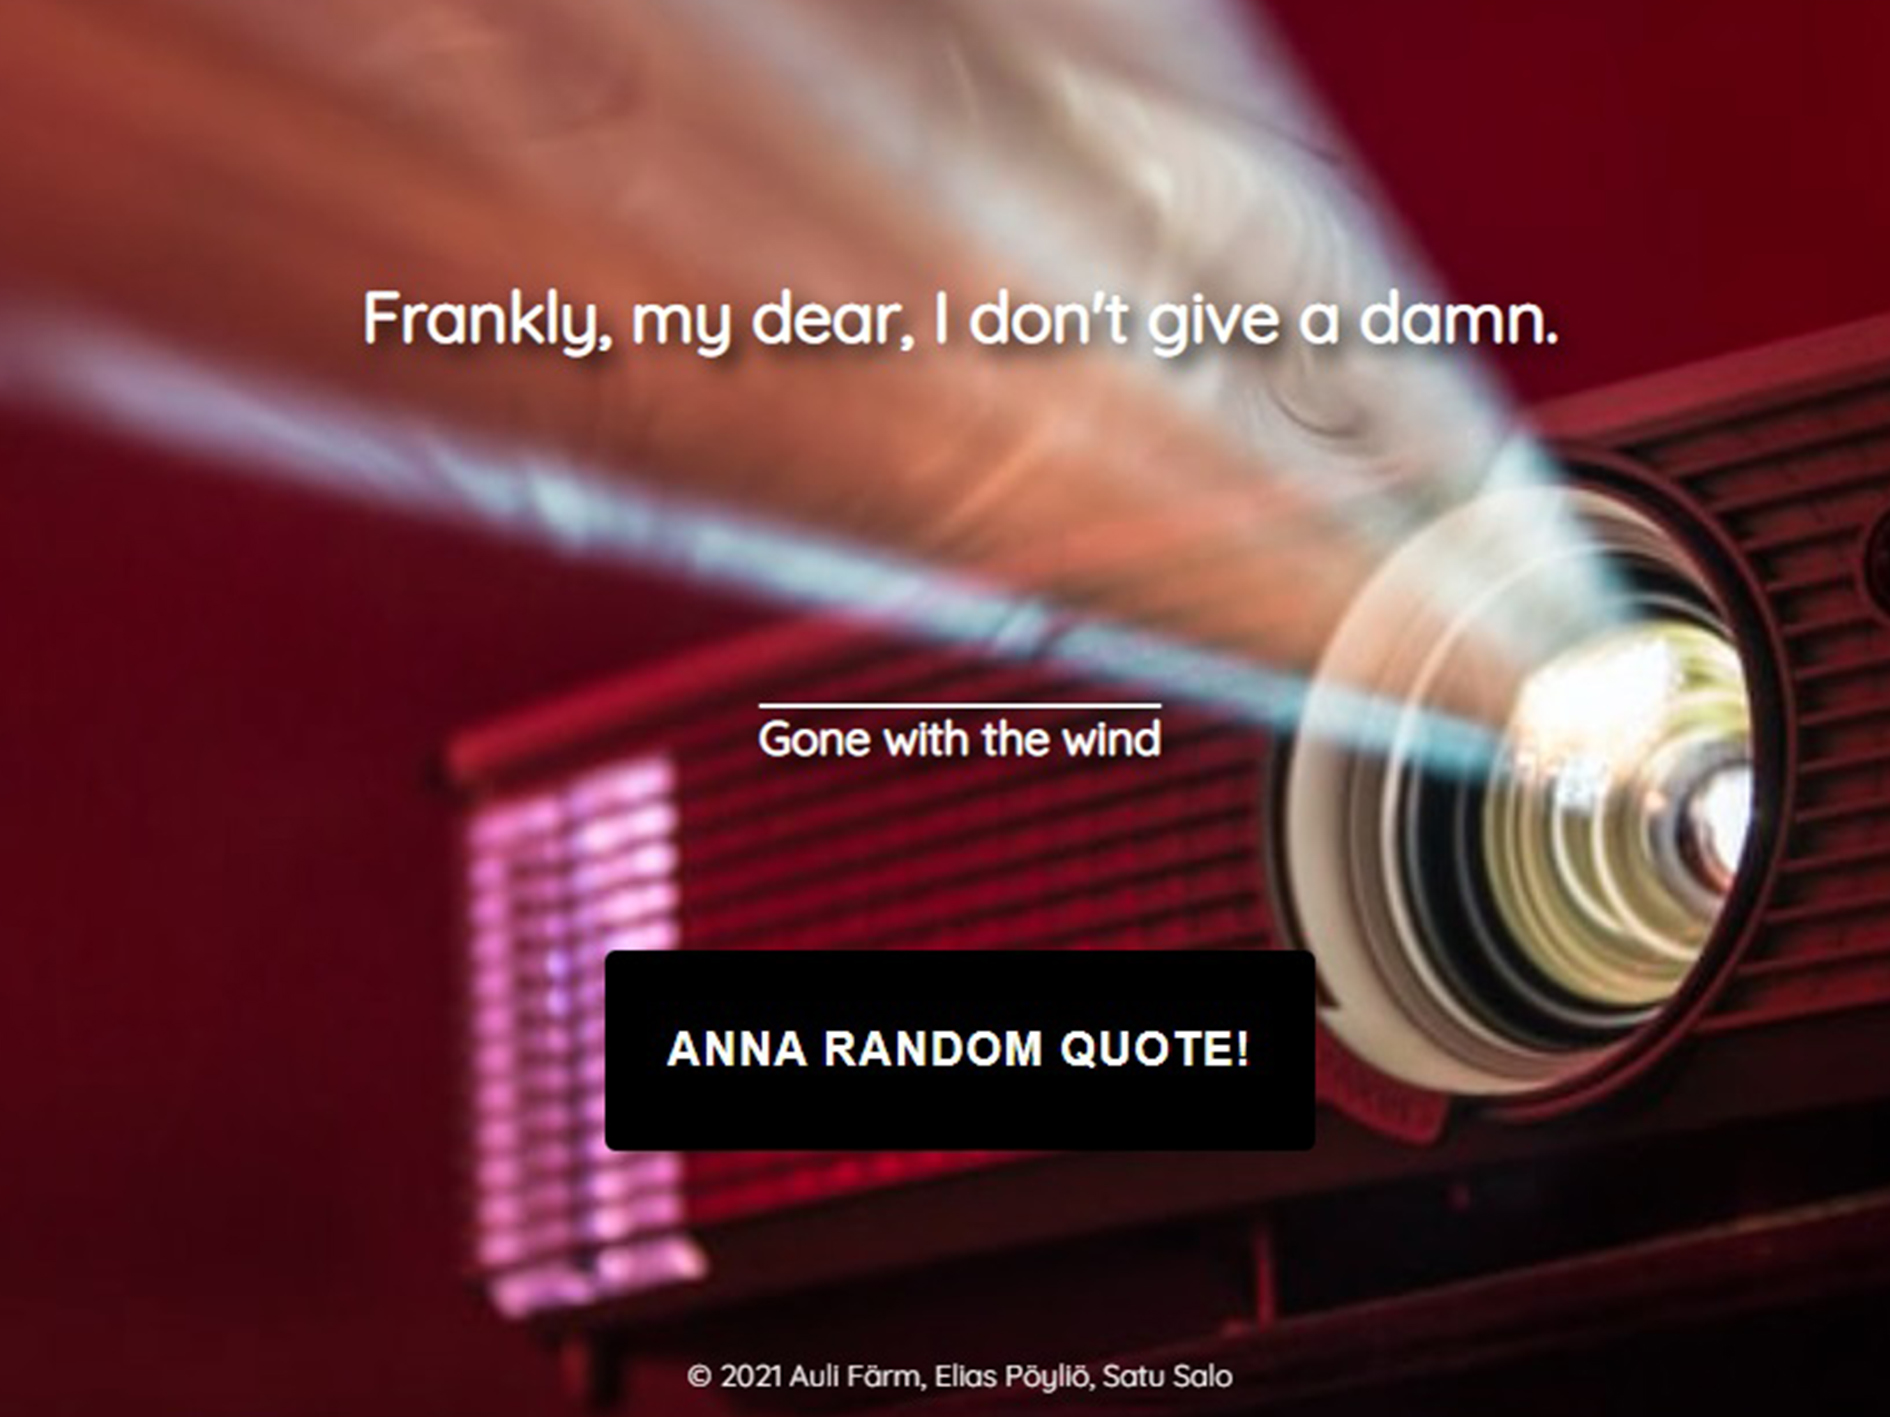 Frankly, my dear, I don't give a damn.
Gone with the wind
ANNA RANDOM QUOTE!
© 2021 Auli Färm, Elias Pöyliö, Satu Salo